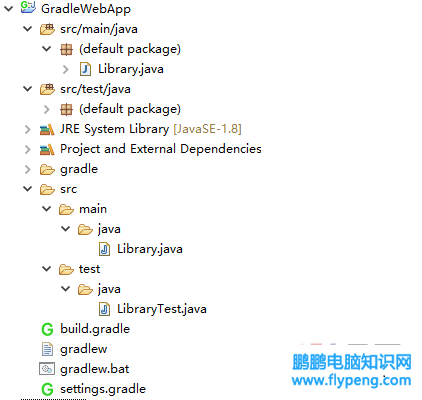 GradleWebApp
src/main/java
(default package)
Library.java
src/test/java
(default package)
JRE System Library [JavaSE-1.8]
Project and External Dependencies
gradle
src
main
java
Library.java
test
java
LibraryTest.java
build.gradle
gradlew
gradlew.bat
settings.gradle
鹏鹏电脑知识网
www.flypeng.com